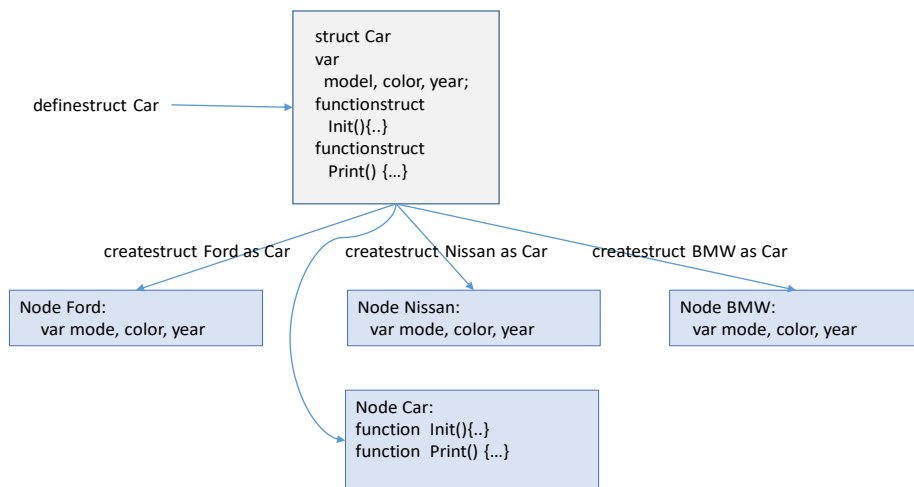 struct Car
var
model, color, year;
functionstruct
Init(){..}
functionstruct
Print() {...}
definestruct Car
createstruct Ford as Car
createstruct Nissan as Car
createstruct BMW as Car
Node Ford:
var mode, color, year
Node Nissan:
var mode, color, year
Node BMW:
var mode, color, year
Node Car:
function Init(){..}
function Print() {...}